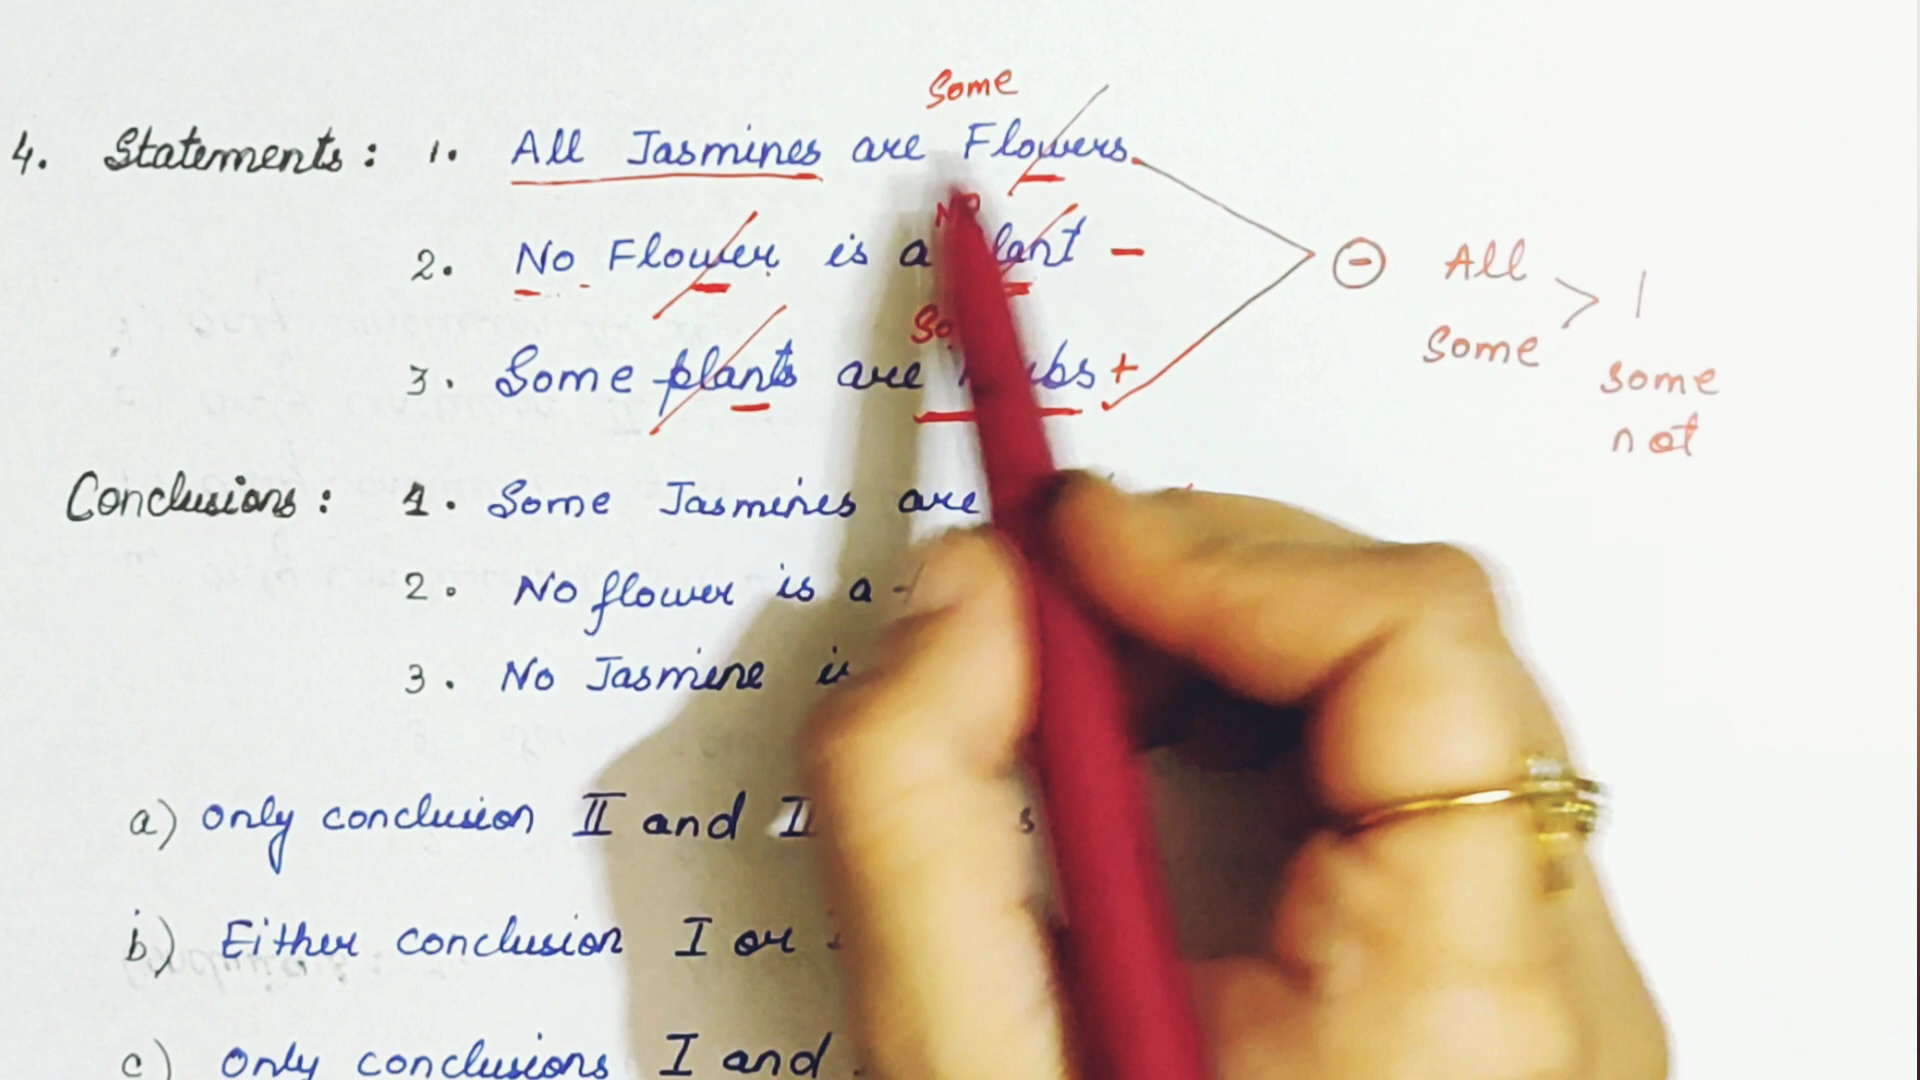 Some
4. Statements : 1. All Jasmines are Flowers.
No
2. No Flower is a -
3. Some plants are +
- All
Some > 1
some
not
Conclusions : 1. Some Jasmines are
2. No flower is a
3. No Jasmine is
a) only conclusion II and
b) Either conclusion I or
c) only conclusions I and